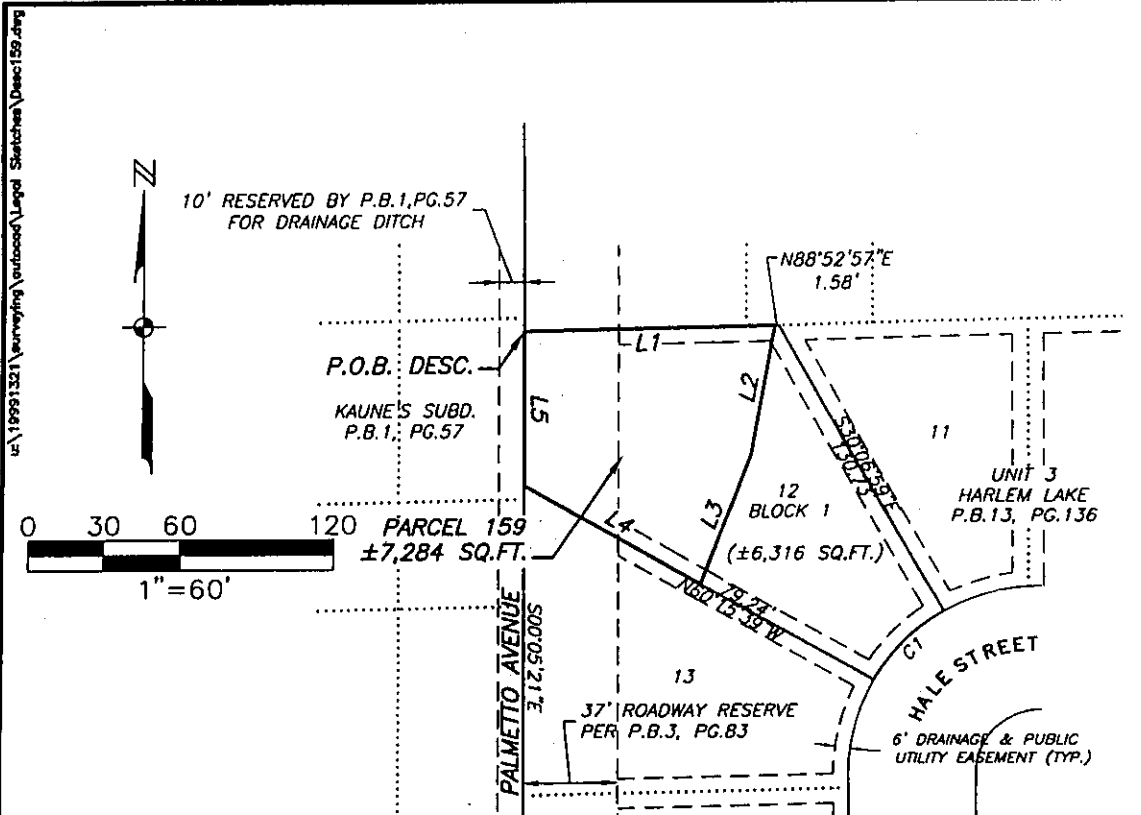 u:\19991321\surveying\autocad\Legal Sketches\Desc159.dwg
N
10' RESERVED BY P.B.1,PG.57
FOR DRAINAGE DITCH
N88°52'57"E
1.58'
L1
P.O.B. DESC.
L2
KAUNE'S SUBD.
P.B.1, PG.57
L5
S30°06'59"E
130.73'
11
UNIT 3
HARLEM LAKE
P.B.13, PG.136
12
BLOCK 1
(±6,316 SQ.FT.)
L3
L4
0 30 60 120
1"=60'
PARCEL 159
±7,284 SQ.FT.
79.24'
N60°15'39"W
C1
HALE STREET
PALMETTO AVENUE
S00°05'21"E
13
37' ROADWAY RESERVE
PER P.B.3, PG.83
6' DRAINAGE & PUBLIC
UTILITY EASEMENT (TYP.)